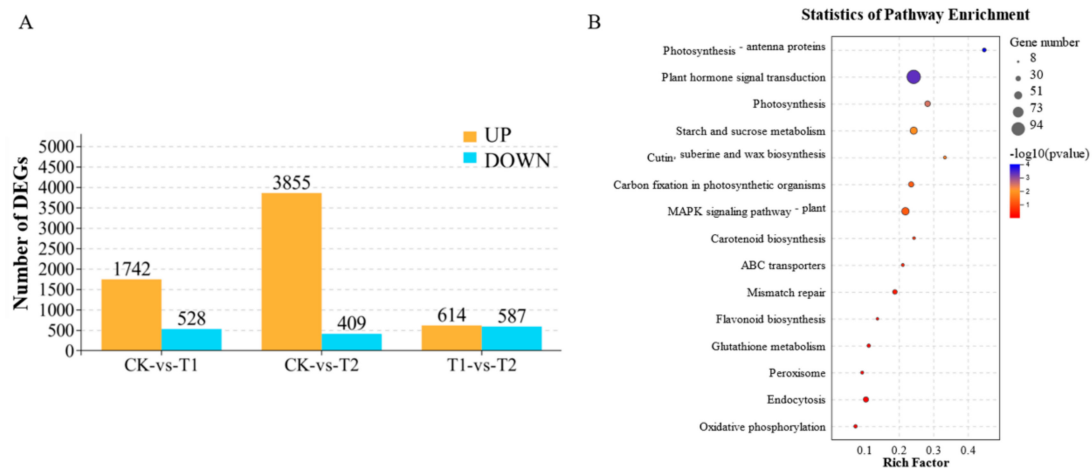 A
Number of DEGs
5000
4500
4000
3500
3000
2500
2000
1500
1000
500
0
UP
DOWN
1742
528
3855
409
614
587
CK-vs-T1
CK-vs-T2
T1-vs-T2
B
Statistics of Pathway Enrichment
Photosynthesis - antenna proteins
Plant hormone signal transduction
Photosynthesis
Starch and sucrose metabolism
Cutin, suberine and wax biosynthesis
Carbon fixation in photosynthetic organisms
MAPK signaling pathway - plant
Carotenoid biosynthesis
ABC transporters
Mismatch repair
Flavonoid biosynthesis
Glutathione metabolism
Peroxisome
Endocytosis
Oxidative phosphorylation
0.1
0.2
0.3
0.4
Rich Factor
Gene number
8
30
51
73
94
-log10(pvalue)
4
3
2
1